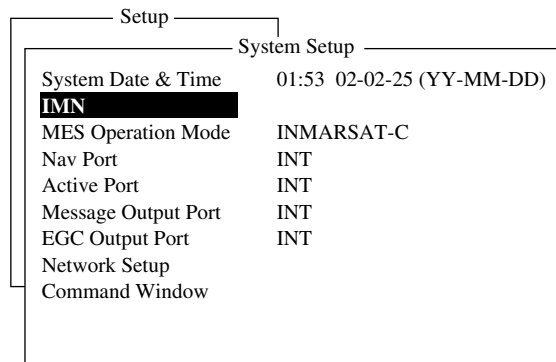 Setup
System Setup
System Date & Time 01:53 02-02-25 (YY-MM-DD)
IMN
MES Operation Mode INMARSAT-C
Nav Port INT
Active Port INT
Message Output Port INT
EGC Output Port INT
Network Setup
Command Window